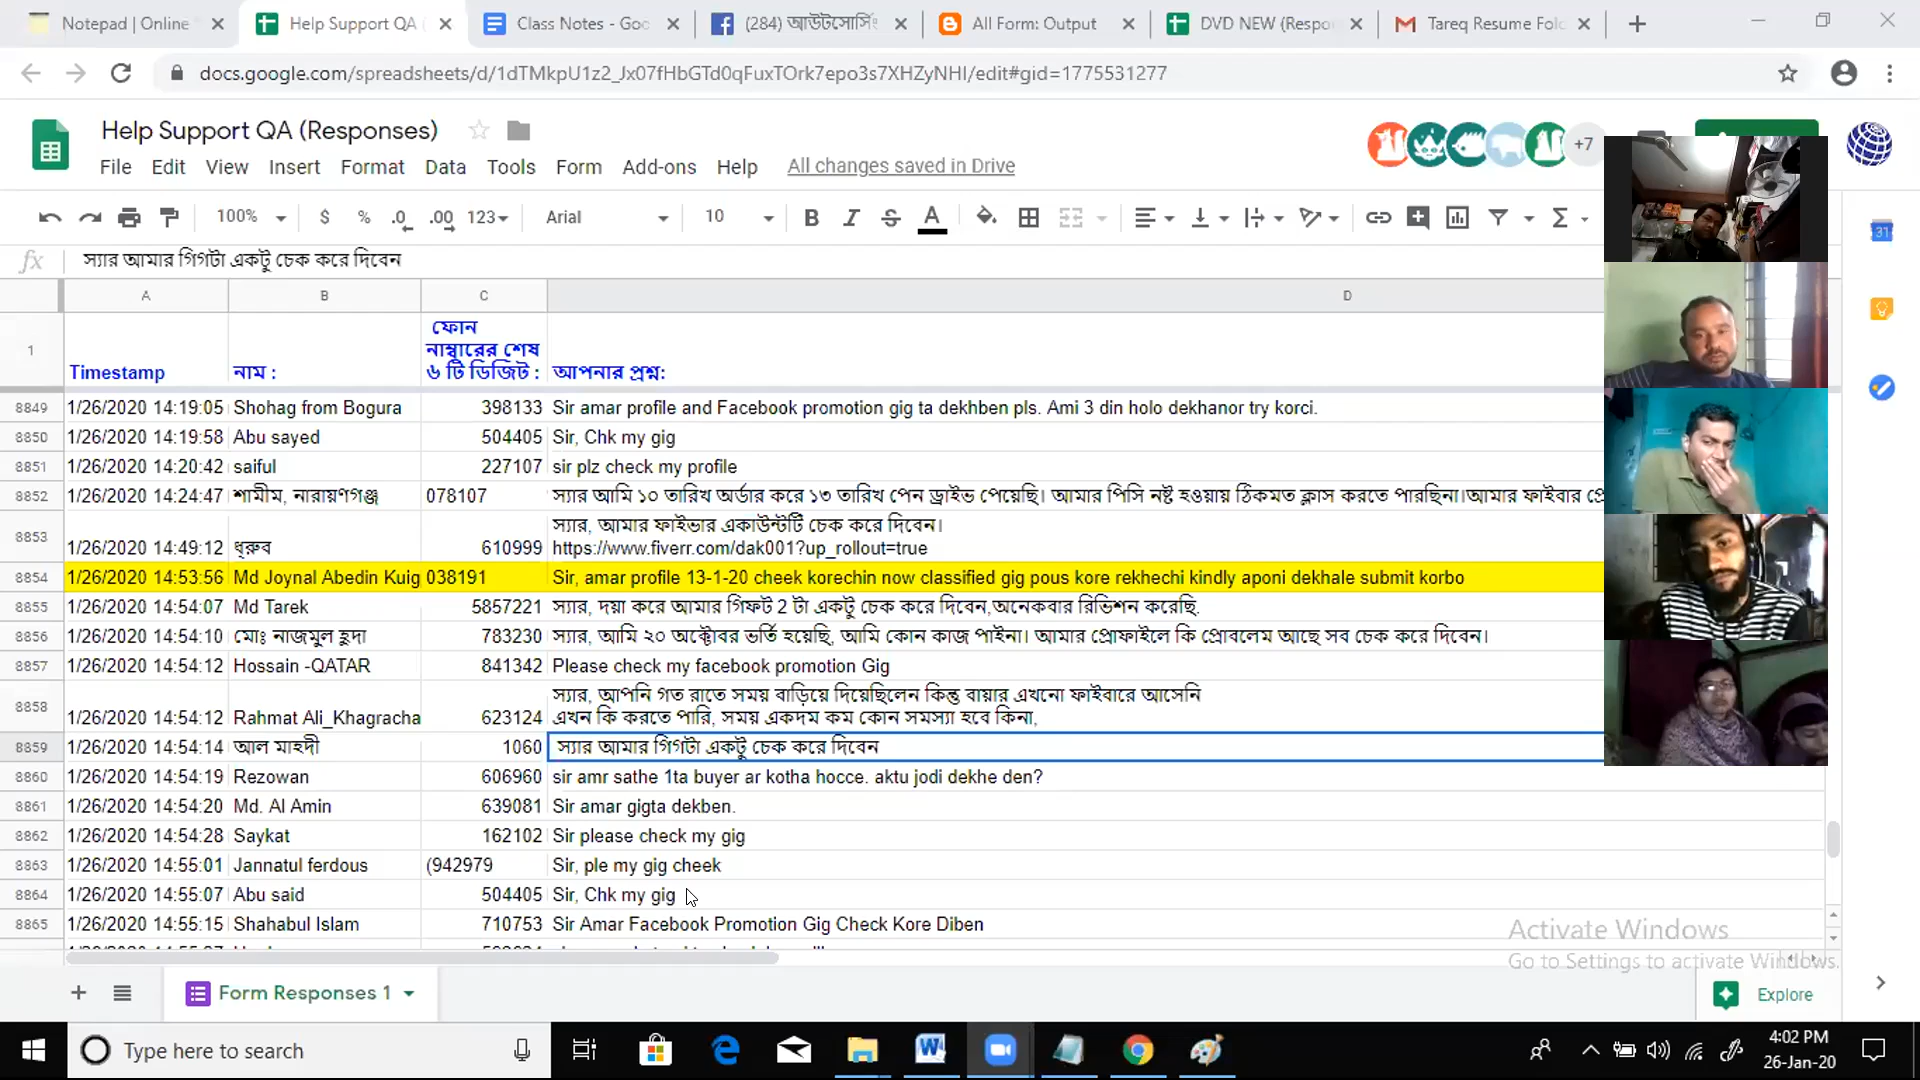 Notepad | Online
Help Support QA (
Class Notes - Goo
(284) আউটসোর্সিং
All Form: Output
DVD NEW (Respon
Tareq Resume Fold
docs.google.com/spreadsheets/d/1dTMkpU1z2_Jx07fHbGTd0qFuxTOrk7epo3s7XHZyNHI/edit#gid=1775531277
Help Support QA (Responses)
+7
File Edit View Insert Format Data Tools Form Add-ons Help All changes saved in Drive
100% $ % .0 .00 123 Arial 10 B I S A
fx স্যার আমার গিগটা একটু চেক করে দিবেন
31
A B C D
1 Timestamp নাম : ফোন নাম্বারের শেষ ৬ টি ডিজিট : আপনার প্রশ্ন:
8849 1/26/2020 14:19:05 Shohag from Bogura 398133 Sir amar profile and Facebook promotion gig ta dekhben pls. Ami 3 din holo dekhanor try korci.
8850 1/26/2020 14:19:58 Abu sayed 504405 Sir, Chk my gig
8851 1/26/2020 14:20:42 saiful 227107 sir plz check my profile
8852 1/26/2020 14:24:47 শামীম, নারায়ণগঞ্জ 078107 স্যার আমি ১০ তারিখ অর্ডার করে ১৩ তারিখ পেন ড্রাইভ পেয়েছি। আমার পিসি নষ্ট হওয়ায় ঠিকমত ক্লাস করতে পারছিনা।আমার ফাইবার প্রে
স্যার, আমার ফাইভার একাউন্টটি চেক করে দিবেন।
8853 1/26/2020 14:49:12 ধ্রুব 610999 https://www.fiverr.com/dak001?up_rollout=true
8854 1/26/2020 14:53:56 Md Joynal Abedin Kuig 038191 Sir, amar profile 13-1-20 cheek korechin now classified gig pous kore rekhechi kindly aponi dekhale submit korbo
8855 1/26/2020 14:54:07 Md Tarek 5857221 স্যার, দয়া করে আমার গিফট 2 টা একটু চেক করে দিবেন,অনেকবার রিভিশন করেছি.
8856 1/26/2020 14:54:10 মোঃ নাজমুল হুদা 783230 স্যার, আমি ২০ অক্টোবর ভর্তি হয়েছি, আমি কোন কাজ পাইনা। আমার প্রোফাইলে কি প্রোবলেম আছে সব চেক করে দিবেন।
8857 1/26/2020 14:54:12 Hossain -QATAR 841342 Please check my facebook promotion Gig
স্যার, আপনি গত রাতে সময় বাড়িয়ে দিয়েছিলেন কিন্তু বায়ার এখনো ফাইবারে আসেনি
8858 1/26/2020 14:54:12 Rahmat Ali_Khagracha 623124 এখন কি করতে পারি, সময় একদম কম কোন সমস্যা হবে কিনা,
8859 1/26/2020 14:54:14 আল মাহদী 1060 স্যার আমার গিগটা একটু চেক করে দিবেন
8860 1/26/2020 14:54:19 Rezowan 606960 sir amr sathe 1ta buyer ar kotha hocce. aktu jodi dekhe den?
8861 1/26/2020 14:54:20 Md. Al Amin 639081 Sir amar gigta dekben.
8862 1/26/2020 14:54:28 Saykat 162102 Sir please check my gig
8863 1/26/2020 14:55:01 Jannatul ferdous (942979 Sir, ple my gig cheek
8864 1/26/2020 14:55:07 Abu said 504405 Sir, Chk my gig
8865 1/26/2020 14:55:15 Shahabul Islam 710753 Sir Amar Facebook Promotion Gig Check Kore Diben
Activate Windows
Go to Settings to activate Windows.
Form Responses 1
Explore
Type here to search
4:02 PM
26-Jan-20